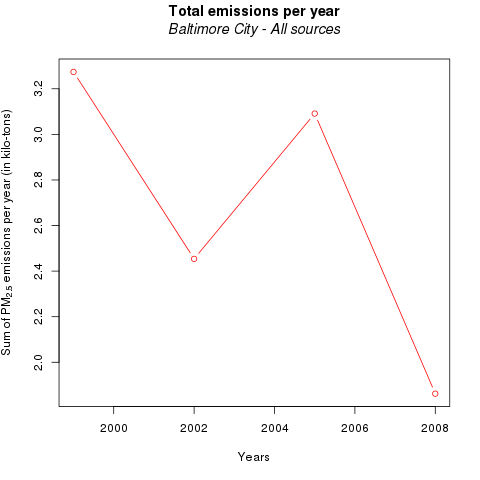 Total emissions per year
Baltimore City - All sources
Sum of PM2.5 emissions per year (in kilo-tons)
3.2
3.0
2.8
2.6
2.4
2.2
2.0
2000 2002 2004 2006 2008
Years